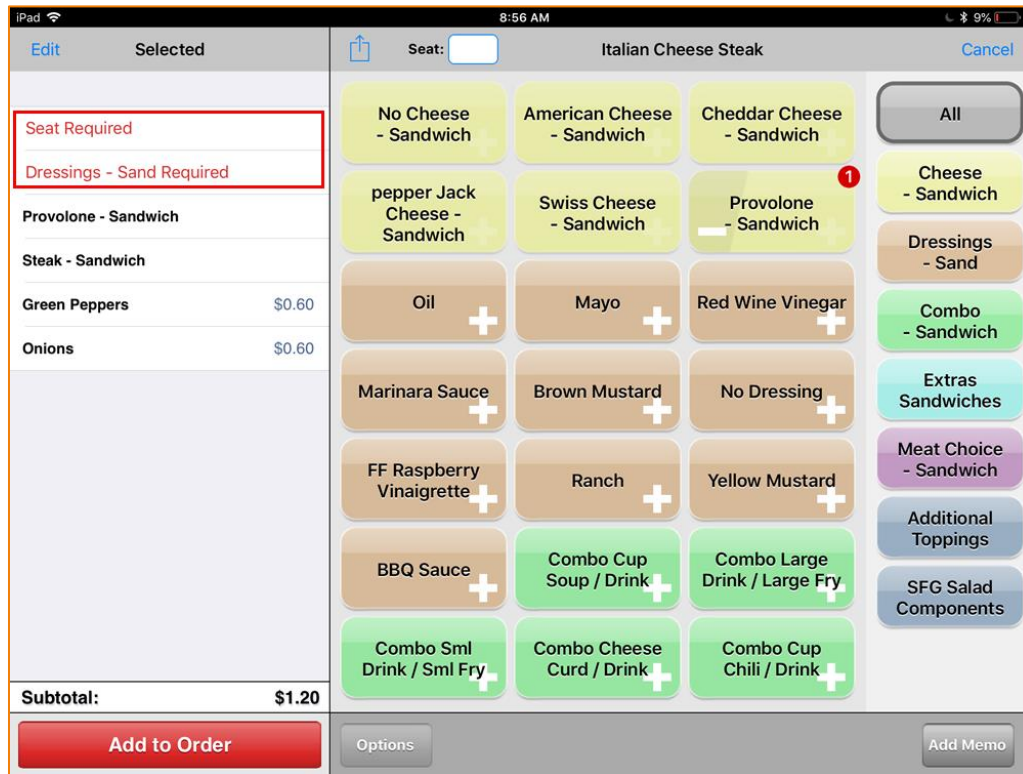 iPad 8:56 AM 9%
Edit Selected
Seat Required
Dressings - Sand Required
Provolone - Sandwich
Steak - Sandwich
Green Peppers $0.60
Onions $0.60
Subtotal: $1.20
Add to Order
Seat: Italian Cheese Steak Cancel
No Cheese
- Sandwich
American Cheese
- Sandwich
Cheddar Cheese
- Sandwich
pepper Jack
Cheese -
Sandwich
Swiss Cheese
- Sandwich
1
Provolone
- Sandwich
Oil
Mayo
Red Wine Vinegar
Marinara Sauce
Brown Mustard
No Dressing
FF Raspberry
Vinaigrette
Ranch
Yellow Mustard
BBQ Sauce
Combo Cup
Soup / Drink
Combo Large
Drink / Large Fry
Combo Sml
Drink / Sml Fry
Combo Cheese
Curd / Drink
Combo Cup
Chili / Drink
All
Cheese
- Sandwich
Dressings
- Sand
Combo
- Sandwich
Extras
Sandwiches
Meat Choice
- Sandwich
Additional
Toppings
SFG Salad
Components
Options
Add Memo